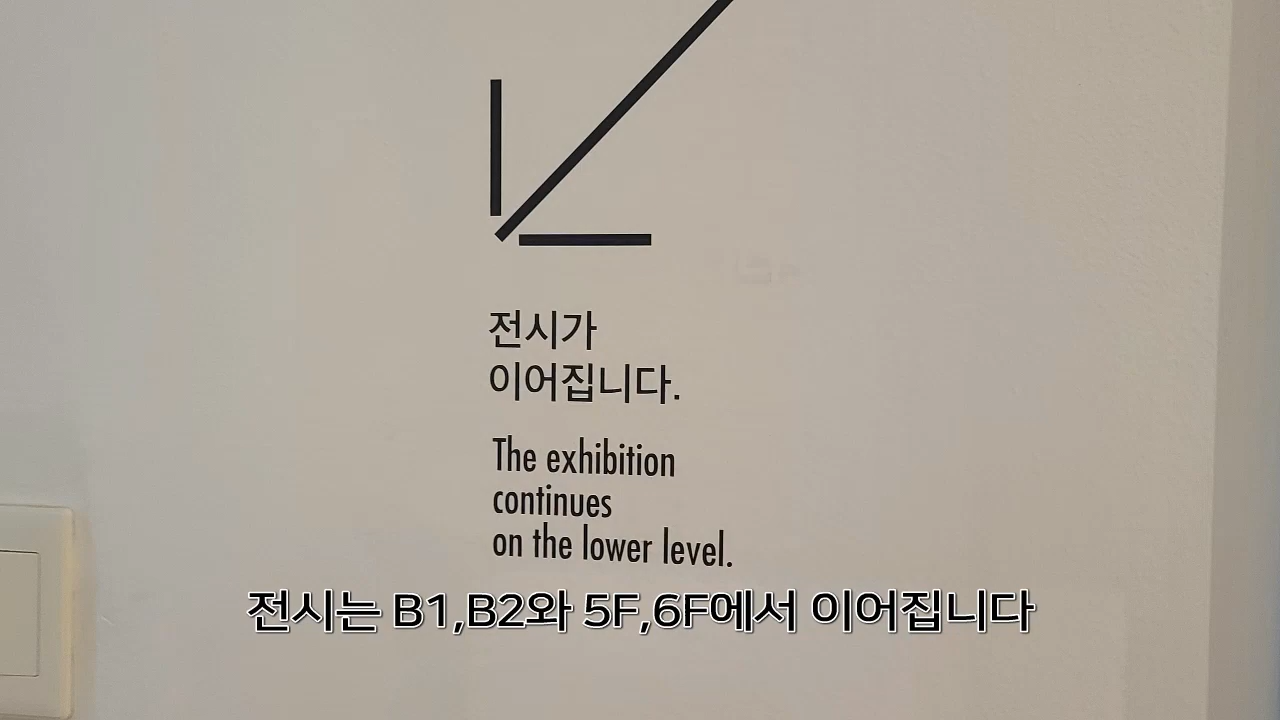 전시가
이어집니다.
The exhibition
continues
on the lower level.
전시는 B1,B2와 5F,6F에서 이어집니다